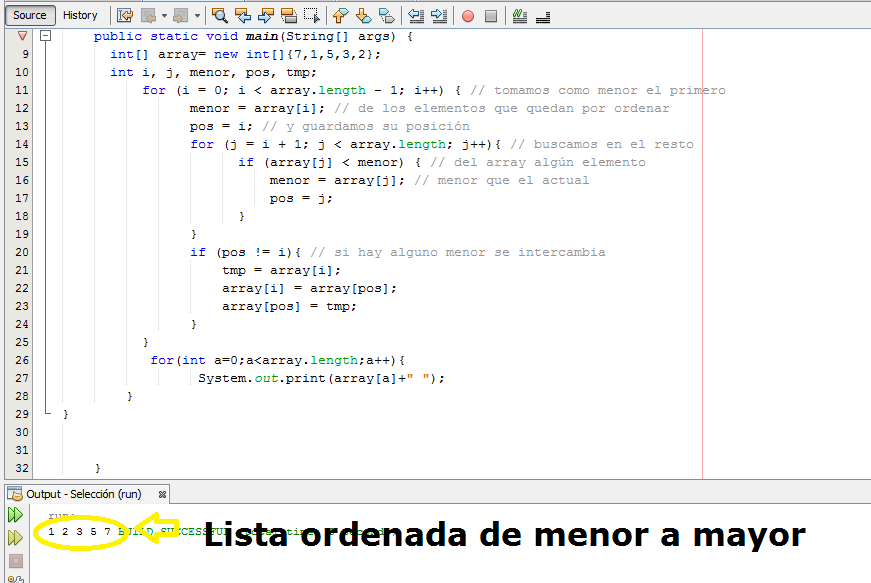 Source History
public static void main(String[] args) {
9 int[] array= new int[]{7,1,5,3,2};
10 int i, j, menor, pos, tmp;
11 for (i = 0; i < array.length - 1; i++) { // tomamos como menor el primero
12 menor = array[i]; // de los elementos que quedan por ordenar
13 pos = i; // y guardamos su posición
14 for (j = i + 1; j < array.length; j++){ // buscamos en el resto
15 if (array[j] < menor) { // del array algún elemento
16 menor = array[j]; // menor que el actual
17 pos = j;
18 }
19 }
20 if (pos != i){ // si hay alguno menor se intercambia
21 tmp = array[i];
22 array[i] = array[pos];
23 array[pos] = tmp;
24 }
25 }
26 for(int a=0;a<array.length;a++){
27 System.out.print(array[a]+" ");
28 }
29 }
30
31
32 }
Output - Selección (run)
run:
1 2 3 5 7 BUILD SUCCESSFUL
Lista ordenada de menor a mayor